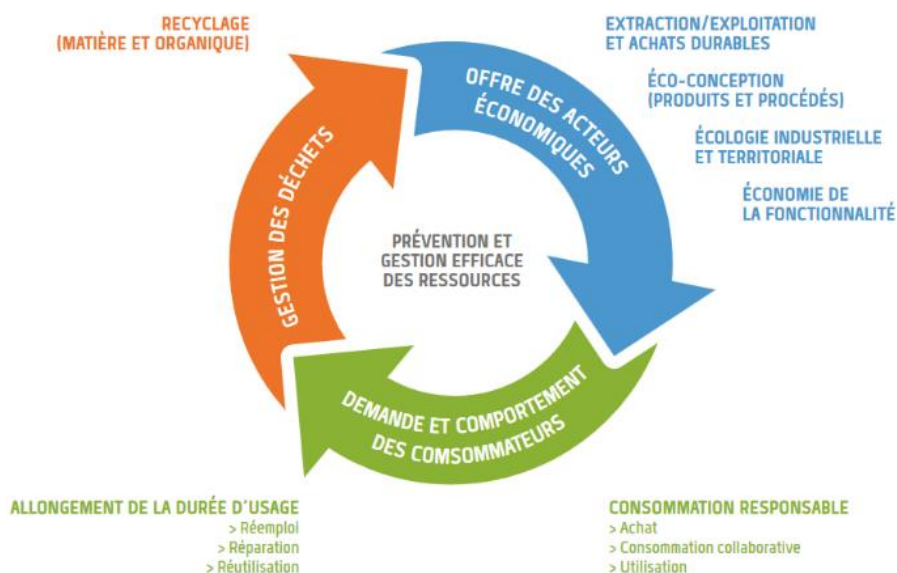 RECYCLAGE
(MATIÈRE ET ORGANIQUE)
EXTRACTION/EXPLOITATION
ET ACHATS DURABLES
ÉCO-CONCEPTION
(PRODUITS ET PROCÉDÉS)
ÉCOLOGIE INDUSTRIELLE
ET TERRITORIALE
ÉCONOMIE DE
LA FONCTIONNALITÉ
OFFRE DES ACTEURS
ÉCONOMIQUES
GESTION DES DÉCHETS
PRÉVENTION ET
GESTION EFFICACE
DES RESSOURCES
DEMANDE ET COMPORTEMENT
DES COMSOMMATEURS
ALLONGEMENT DE LA DURÉE D'USAGE
> Réemploi
> Réparation
> Réutilisation
CONSOMMATION RESPONSABLE
> Achat
> Consommation collaborative
> Utilisation